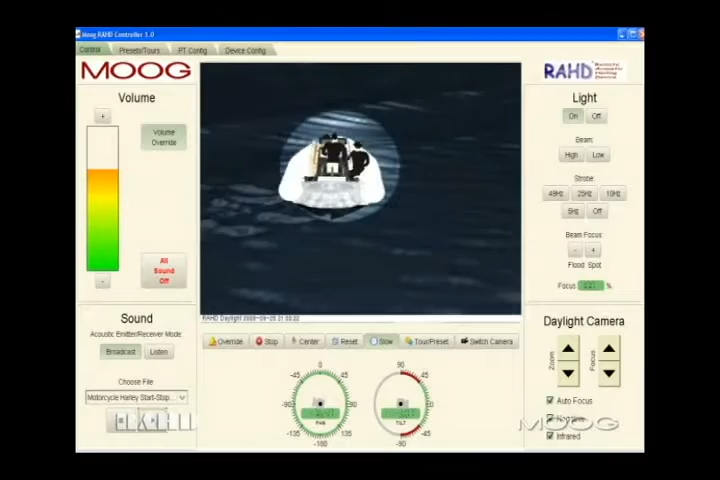 Moog RAHD Controller 1.0
Control Presets/Tours PT Config Device Config
MOOG
RAHD
Volume
+
Volume
Override
-
All
Sound
Off
Sound
Acoustic Emitter/Receiver Mode:
Broadcast Listen
Choose File
Motorcycle Harley Start-Stop...
Override Stop Center Reset Slow Tour/Preset Switch Camera
0
-45 45
-90 90
-135 135
-180
PAN
90
45
0
-45
-90
TILT
Light
On Off
Beam:
High Low
Strobe:
25Hz 10Hz
5Hz Off
Beam Focus:
- +
Flood Spot
Focus %
Daylight Camera
Zoom
Focus
Auto Focus
Infrared
MOOG